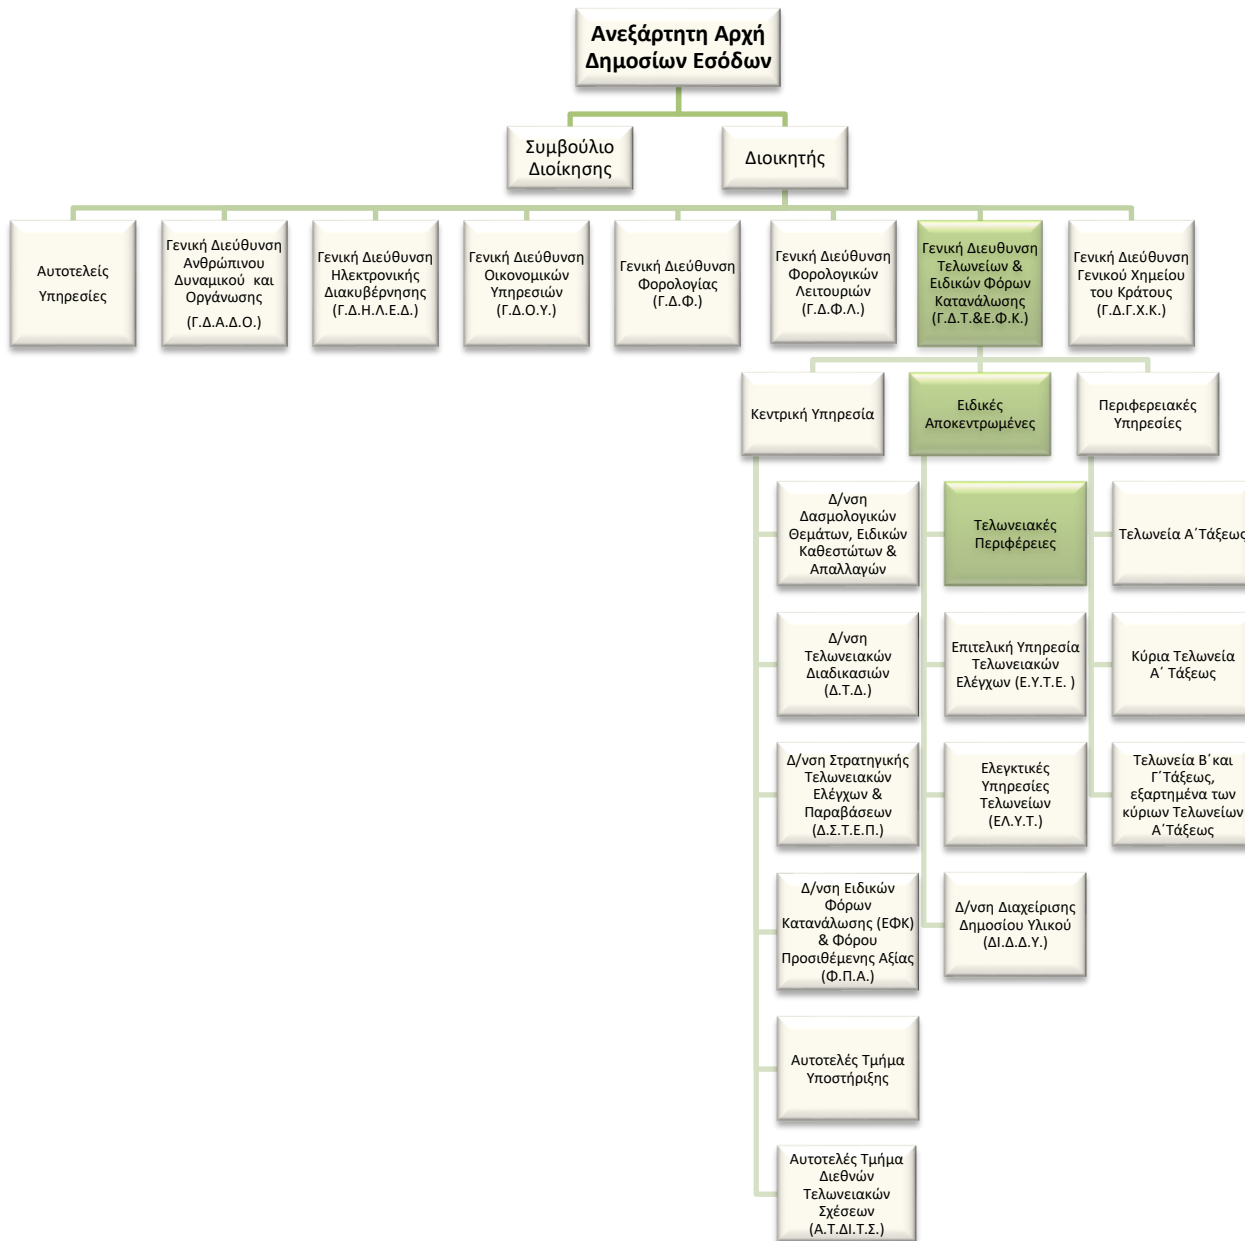 Ανεξάρτητη Αρχή
Δημοσίων Εσόδων
Συμβούλιο
Διοίκησης
Διοικητής
Αυτοτελείς
Υπηρεσίες
Γενική Διεύθυνση
Ανθρώπινου
Δυναμικού και
Οργάνωσης
(Γ.Δ.Α.Δ.Ο.)
Γενική Διεύθυνση
Ηλεκτρονικής
Διακυβέρνησης
(Γ.Δ.Η.Λ.Ε.Δ.)
Γενική Διεύθυνση
Οικονομικών
Υπηρεσιών
(Γ.Δ.Ο.Υ.)
Γενική Διεύθυνση
Φορολογίας
(Γ.Δ.Φ.)
Γενική Διεύθυνση
Φορολογικών
Λειτουριών
(Γ.Δ.Φ.Λ.)
Γενική Διευθυνση
Τελωνείων &
Ειδικών Φόρων
Κατανάλωσης
(Γ.Δ.Τ.&Ε.Φ.Κ.)
Γενική Διεύθυνση
Γενικού Χημείου
του Κράτους
(Γ.Δ.Γ.Χ.Κ.)
Κεντρική Υπηρεσία
Ειδικές
Αποκεντρωμένες
Περιφερειακές
Υπηρεσίες
Δ/νση
Δασμολογικών
Θεμάτων, Ειδικών
Καθεστώτων &
Απαλλαγών
Τελωνειακές
Περιφέρειες
Τελωνεία Α΄Τάξεως
Δ/νση
Τελωνειακών
Διαδικασιών
(Δ.Τ.Δ.)
Επιτελική Υπηρεσία
Τελωνειακών
Ελέγχων (Ε.Υ.Τ.Ε. )
Κύρια Τελωνεία
Α΄ Τάξεως
Δ/νση Στρατηγικής
Τελωνειακών
Ελέγχων &
Παραβάσεων
(Δ.Σ.Τ.Ε.Π.)
Ελεγκτικές
Υπηρεσίες
Τελωνείων
(ΕΛ.Υ.Τ.)
Τελωνεία Β΄και
Γ΄Τάξεως,
εξαρτημένα των
κύριων Τελωνείων
Α΄Τάξεως
Δ/νση Ειδικών
Φόρων
Κατανάλωσης (ΕΦΚ)
& Φόρου
Προσιθέμενης Αξίας
(Φ.Π.Α.)
Δ/νση Διαχείρισης
Δημοσίου Υλικού
(ΔΙ.Δ.Δ.Υ.)
Αυτοτελές Τμήμα
Υποστήριξης
Αυτοτελές Τμήμα
Διεθνών
Τελωνειακών
Σχέσεων
(Α.Τ.ΔΙ.Τ.Σ.)